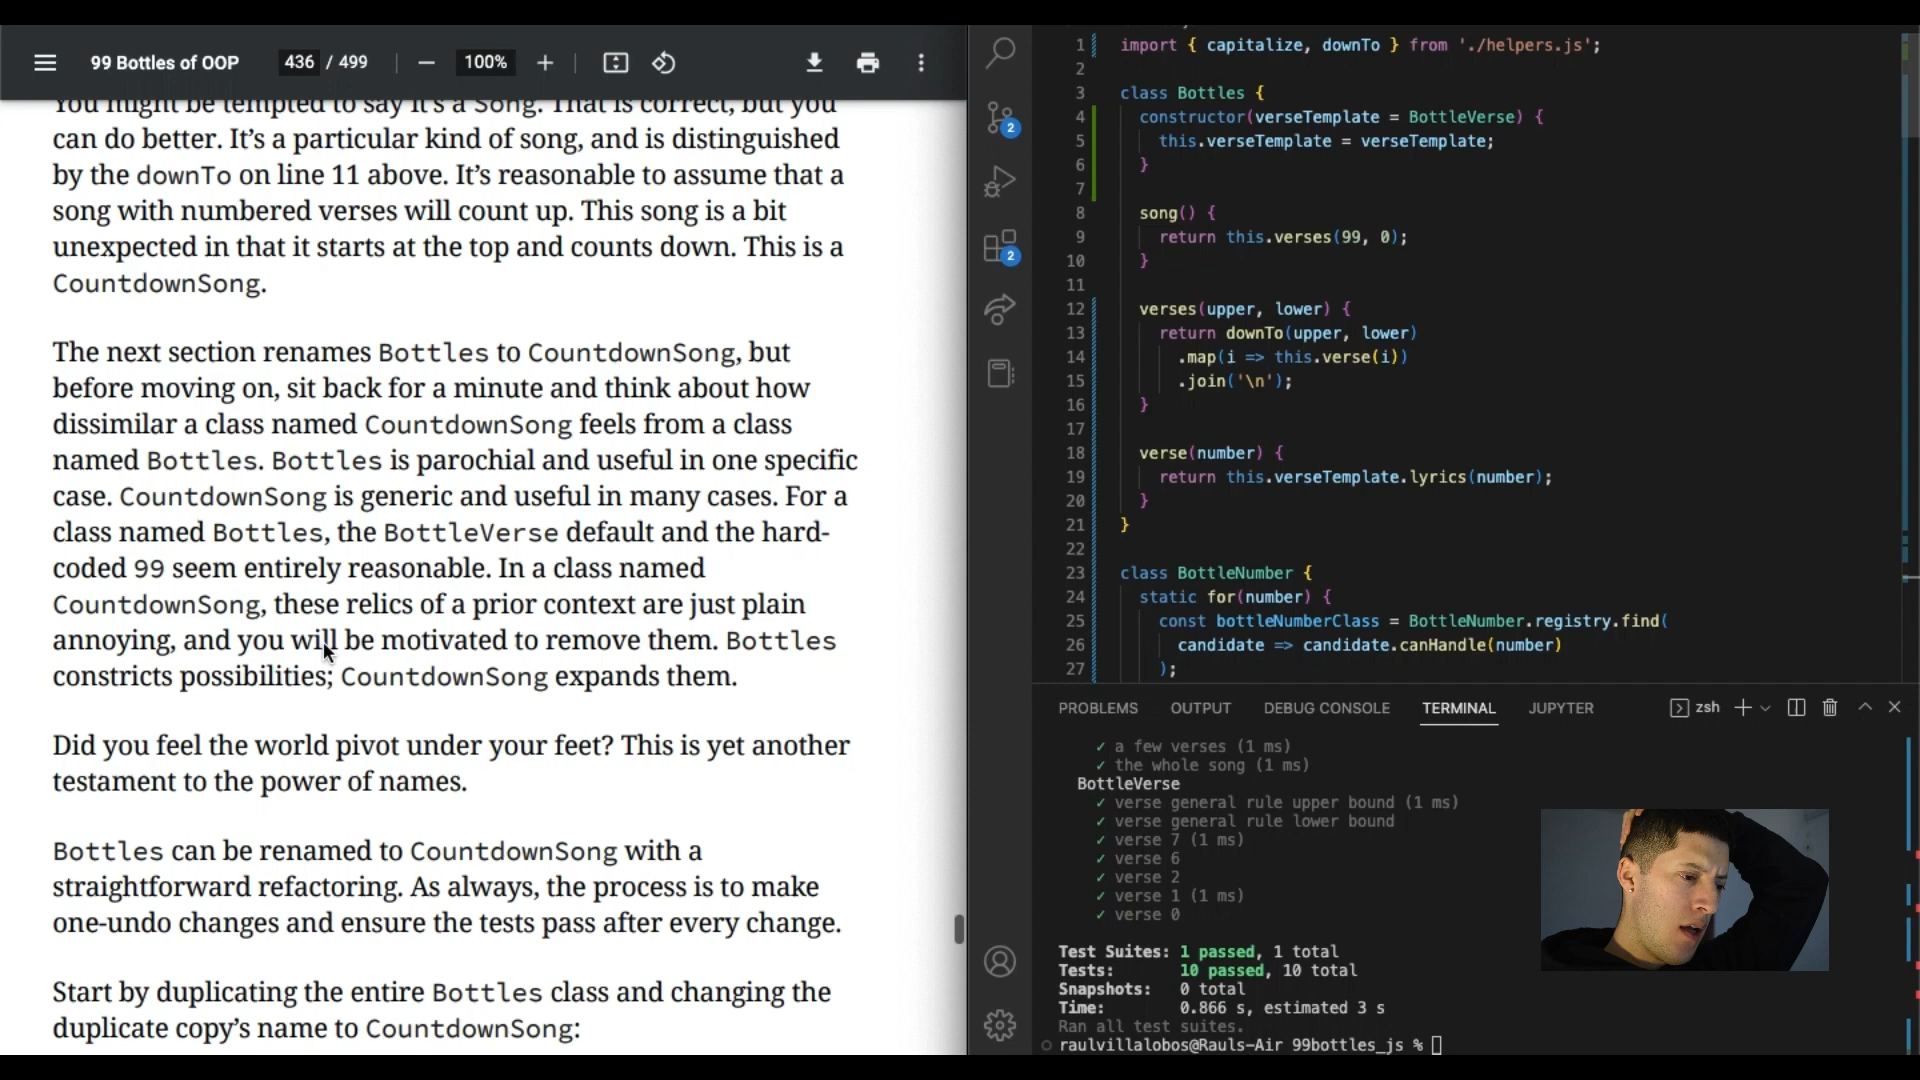 99 Bottles of OOP
436 / 499
100%
You might be tempted to say it's a Song. That is correct, but you
can do better. It's a particular kind of song, and is distinguished
by the downTo on line 11 above. It's reasonable to assume that a
song with numbered verses will count up. This song is a bit
unexpected in that it starts at the top and counts down. This is a
CountdownSong.
The next section renames Bottles to CountdownSong, but
before moving on, sit back for a minute and think about how
dissimilar a class named CountdownSong feels from a class
named Bottles. Bottles is parochial and useful in one specific
case. CountdownSong is generic and useful in many cases. For a
class named Bottles, the BottleVerse default and the hard-
coded 99 seem entirely reasonable. In a class named
CountdownSong, these relics of a prior context are just plain
annoying, and you will be motivated to remove them. Bottles
constricts possibilities; CountdownSong expands them.
Did you feel the world pivot under your feet? This is yet another
testament to the power of names.
Bottles can be renamed to CountdownSong with a
straightforward refactoring. As always, the process is to make
one-undo changes and ensure the tests pass after every change.
Start by duplicating the entire Bottles class and changing the
duplicate copy's name to CountdownSong:
2
2
1 import { capitalize, downTo } from './helpers.js';
2
3 class Bottles {
4 constructor(verseTemplate = BottleVerse) {
5 this.verseTemplate = verseTemplate;
6 }
7
8 song() {
9 return this.verses(99, 0);
10 }
11
12 verses(upper, lower) {
13 return downTo(upper, lower)
14 .map(i => this.verse(i))
15 .join('\n');
16 }
17
18 verse(number) {
19 return this.verseTemplate.lyrics(number);
20 }
21 }
22
23 class BottleNumber {
24 static for(number) {
25 const bottleNumberClass = BottleNumber.registry.find(
26 candidate => candidate.canHandle(number)
27 );
PROBLEMS OUTPUT DEBUG CONSOLE TERMINAL JUPYTER zsh
✓ a few verses (1 ms)
✓ the whole song (1 ms)
BottleVerse
✓ verse general rule upper bound (1 ms)
✓ verse general rule lower bound
✓ verse 7 (1 ms)
✓ verse 6
✓ verse 2
✓ verse 1 (1 ms)
✓ verse 0
Test Suites: 1 passed, 1 total
Tests: 10 passed, 10 total
Snapshots: 0 total
Time: 0.866 s, estimated 3 s
Ran all test suites.
raulvillalobos@Rauls-Air 99bottles_js %